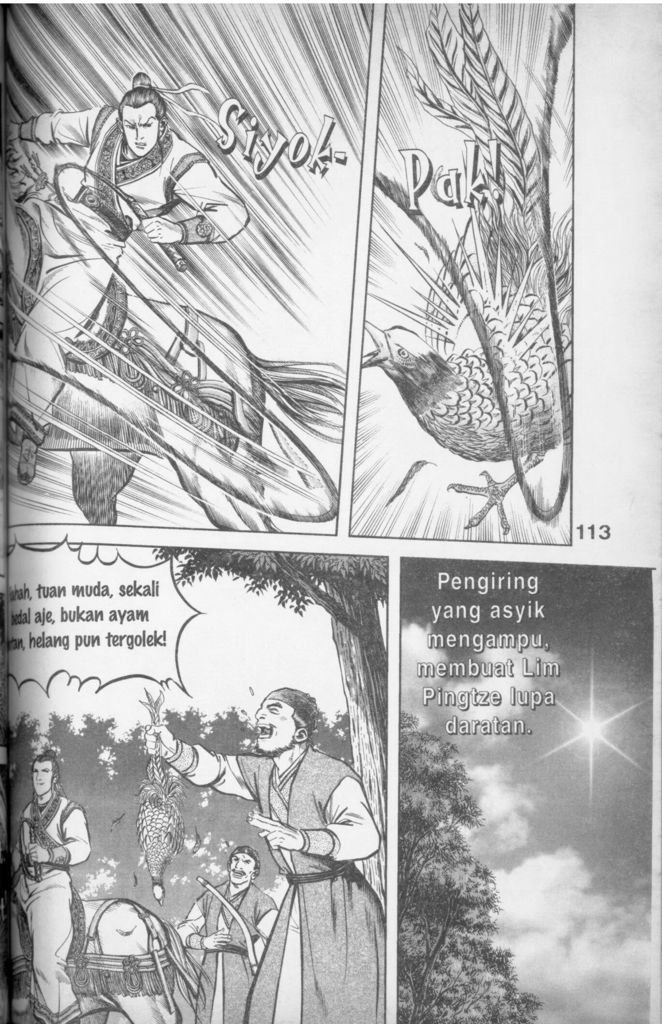 Siyok-
Pak!
113
tuan muda, sekali
aje, bukan ayam
helang pun tergolek!
Pengiring
yang asyik
mengampu,
membuat Lim
Pingtze lupa
daratan.